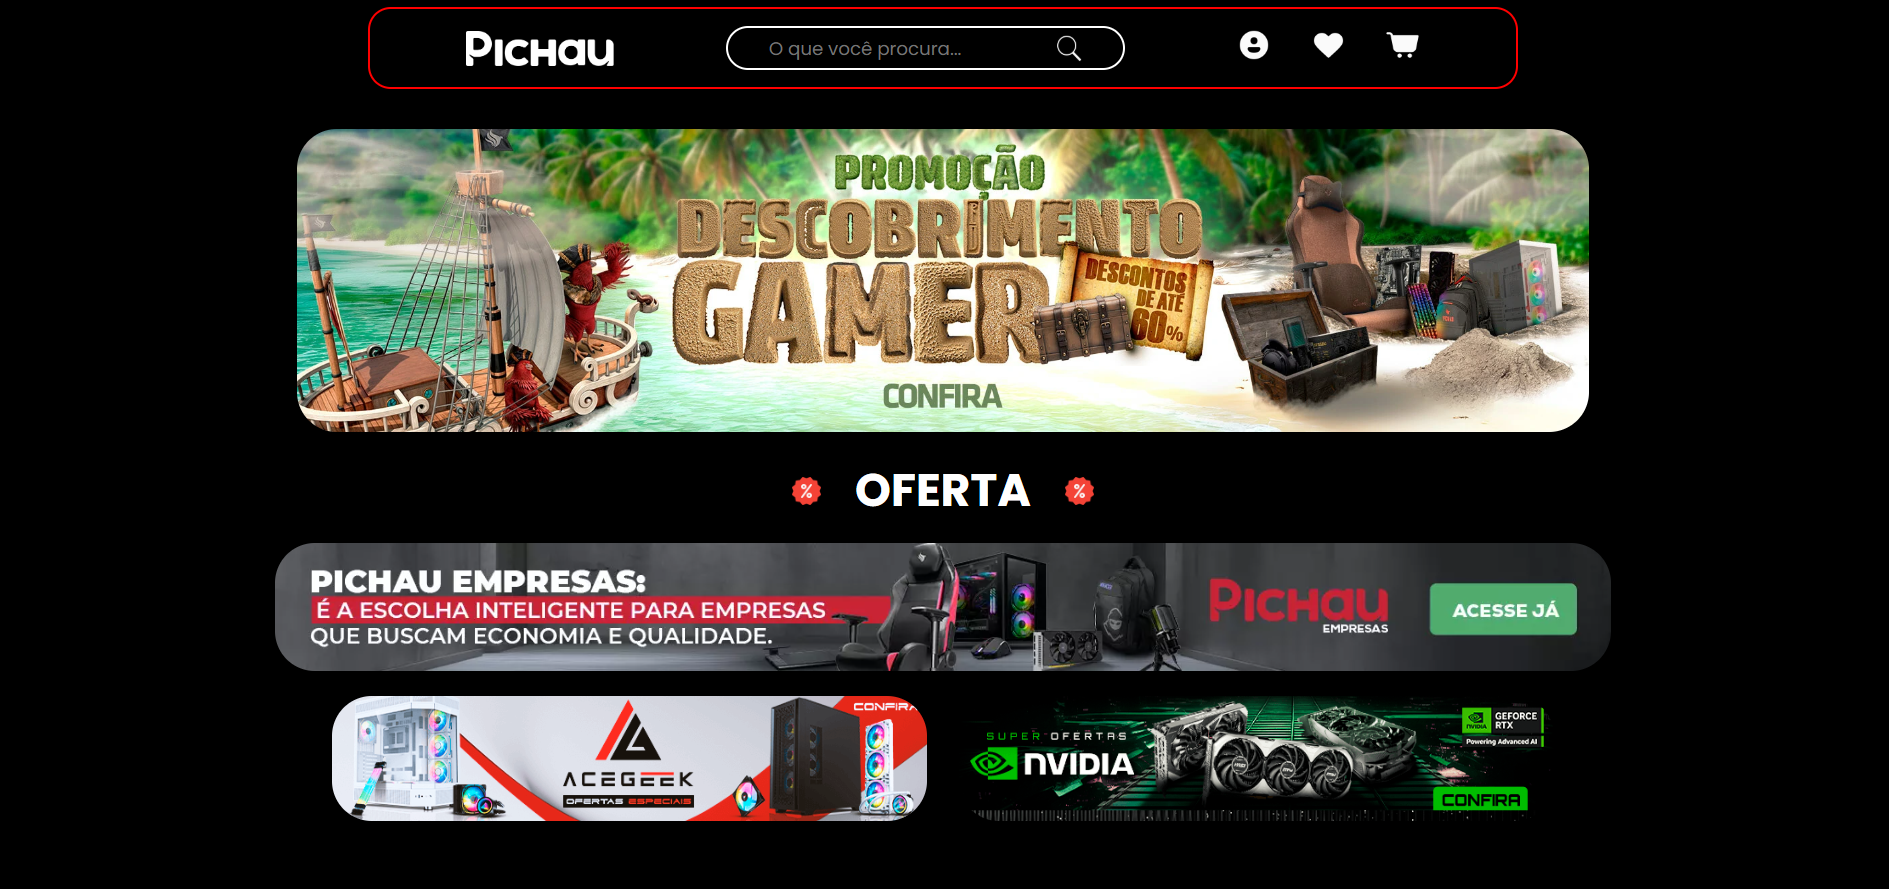 PICHAU
O que você procura...
PROMOÇÃO
DESCOBRIMENTO
GAMER
DESCONTOS
DE ATÉ
60%
CONFIRA
% OFERTA %
PICHAU EMPRESAS:
É A ESCOLHA INTELIGENTE PARA EMPRESAS
QUE BUSCAM ECONOMIA E QUALIDADE.
PICHAU
EMPRESAS
ACESSE JÁ
CONFIRA
ACEGEEK
OFERTAS ESPECIAIS
SUPER OFERTAS
NVIDIA
NVIDIA
GEFORCE
RTX
Powering Advanced AI
CONFIRA